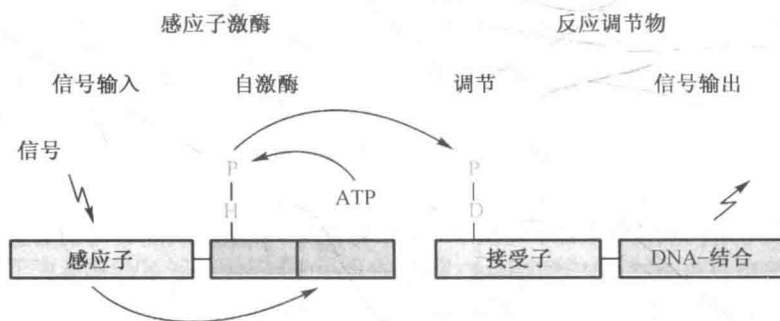 感应子激酶 反应调节物
信号输入 自激酶 调节 信号输出
信号
P P
ATP
H D
感应子 接受子 DNA-结合